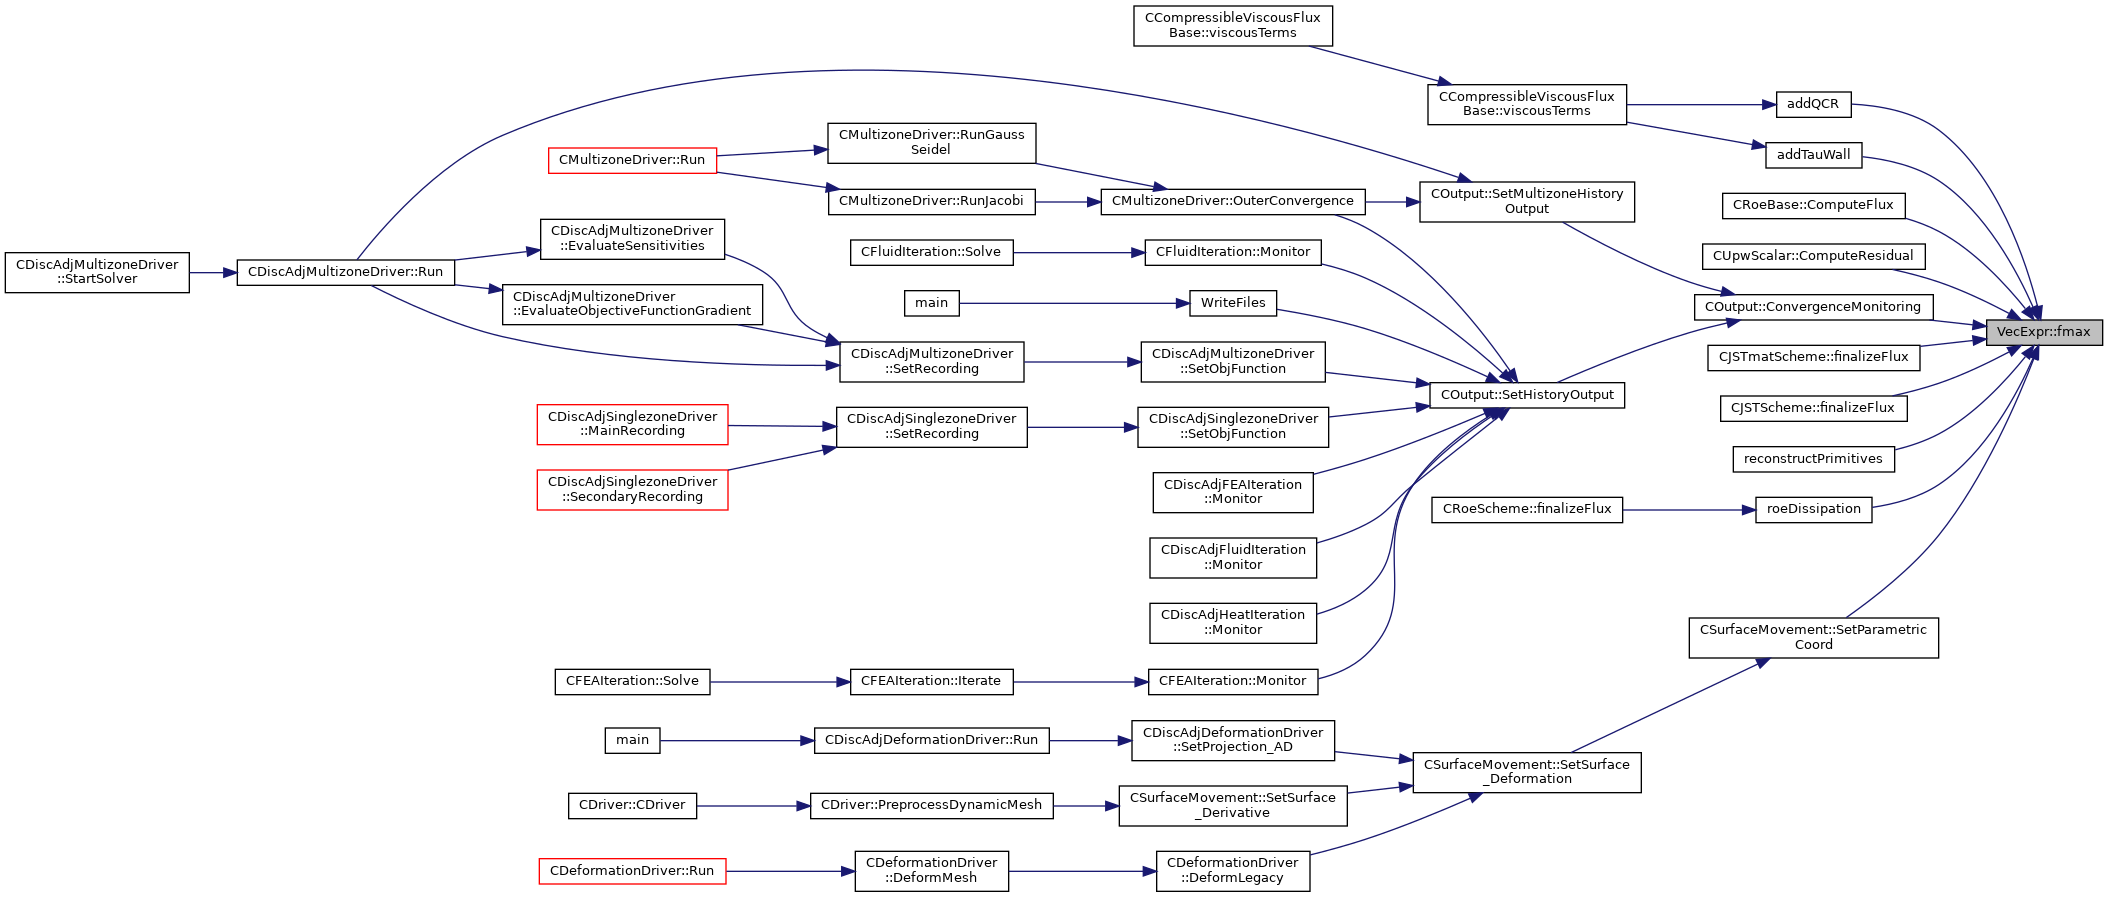 CCompressibleViscousFlux
Base::viscousTerms
CCompressibleViscousFlux
Base::viscousTerms
addQCR
addTauWall
CMultizoneDriver::RunGauss
Seidel
CMultizoneDriver::Run
CMultizoneDriver::RunJacobi
CMultizoneDriver::OuterConvergence
COutput::SetMultizoneHistory
Output
CRoeBase::ComputeFlux
CDiscAdjMultizoneDriver
::EvaluateSensitivities
CFluidIteration::Solve
CFluidIteration::Monitor
CUpwScalar::ComputeResidual
CDiscAdjMultizoneDriver
::StartSolver
CDiscAdjMultizoneDriver::Run
CDiscAdjMultizoneDriver
::EvaluateObjectiveFunctionGradient
main
WriteFiles
COutput::ConvergenceMonitoring
VecExpr::fmax
CDiscAdjMultizoneDriver
::SetRecording
CDiscAdjMultizoneDriver
::SetObjFunction
CJSTmatScheme::finalizeFlux
COutput::SetHistoryOutput
CJSTScheme::finalizeFlux
CDiscAdjSinglezoneDriver
::MainRecording
CDiscAdjSinglezoneDriver
::SetRecording
CDiscAdjSinglezoneDriver
::SetObjFunction
reconstructPrimitives
CDiscAdjSinglezoneDriver
::SecondaryRecording
CDiscAdjFEAIteration
::Monitor
CRoeScheme::finalizeFlux
roeDissipation
CDiscAdjFluidIteration
::Monitor
CDiscAdjHeatIteration
::Monitor
CSurfaceMovement::SetParametric
Coord
CFEAIteration::Solve
CFEAIteration::Iterate
CFEAIteration::Monitor
main
CDiscAdjDeformationDriver::Run
CDiscAdjDeformationDriver
::SetProjection_AD
CSurfaceMovement::SetSurface
_Deformation
CDriver::CDriver
CDriver::PreprocessDynamicMesh
CSurfaceMovement::SetSurface
_Derivative
CDeformationDriver::Run
CDeformationDriver
::DeformMesh
CDeformationDriver
::DeformLegacy